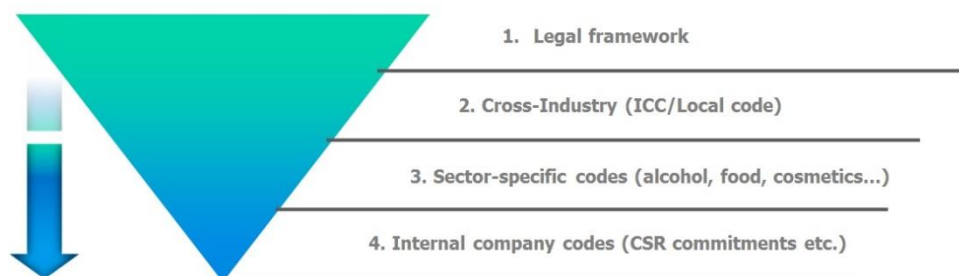 1. Legal framework
2. Cross-Industry (ICC/Local code)
3. Sector-specific codes (alcohol, food, cosmetics...)
4. Internal company codes (CSR commitments etc.)